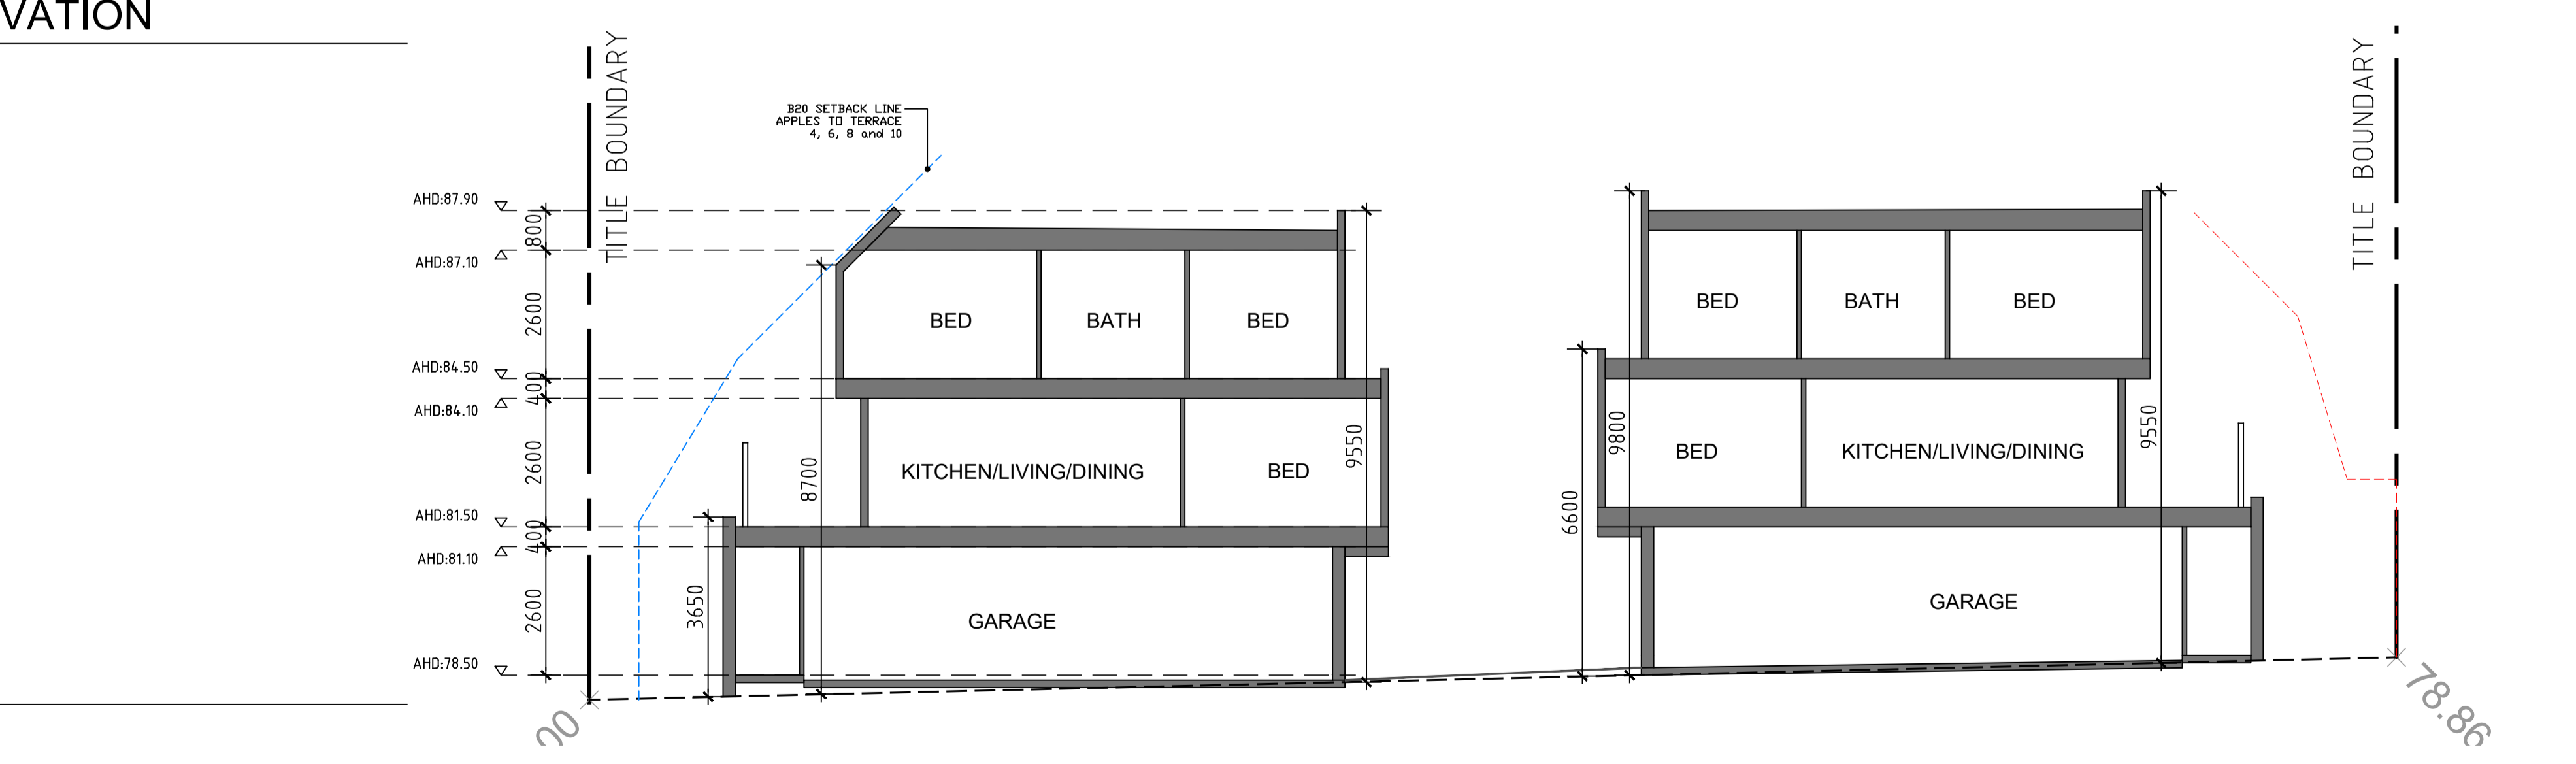 VATION
TITLE BOUNDARY
TITLE BOUNDARY
B20 SETBACK LINE
APPLES TO TERRACE
4, 6, 8 and 10
AHD:87.90
800
AHD:87.10
2600
AHD:84.50
400
AHD:84.10
2600
AHD:81.50
400
AHD:81.10
2600
AHD:78.50
3650
8700
9550
BED
BATH
BED
KITCHEN/LIVING/DINING
BED
GARAGE
6600
9800
9550
BED
BATH
BED
BED
KITCHEN/LIVING/DINING
GARAGE
00
78.86